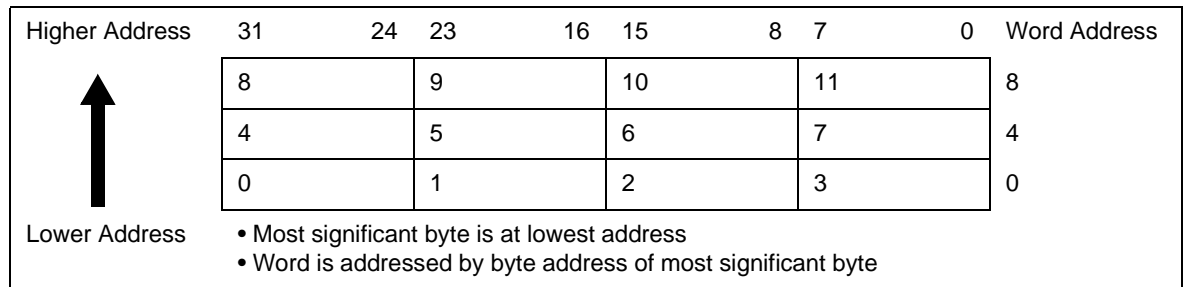 Higher Address 31 24 23 16 15 8 7 0 Word Address
8 9 10 11 8
4 5 6 7 4
0 1 2 3 0
Lower Address • Most significant byte is at lowest address
• Word is addressed by byte address of most significant byte